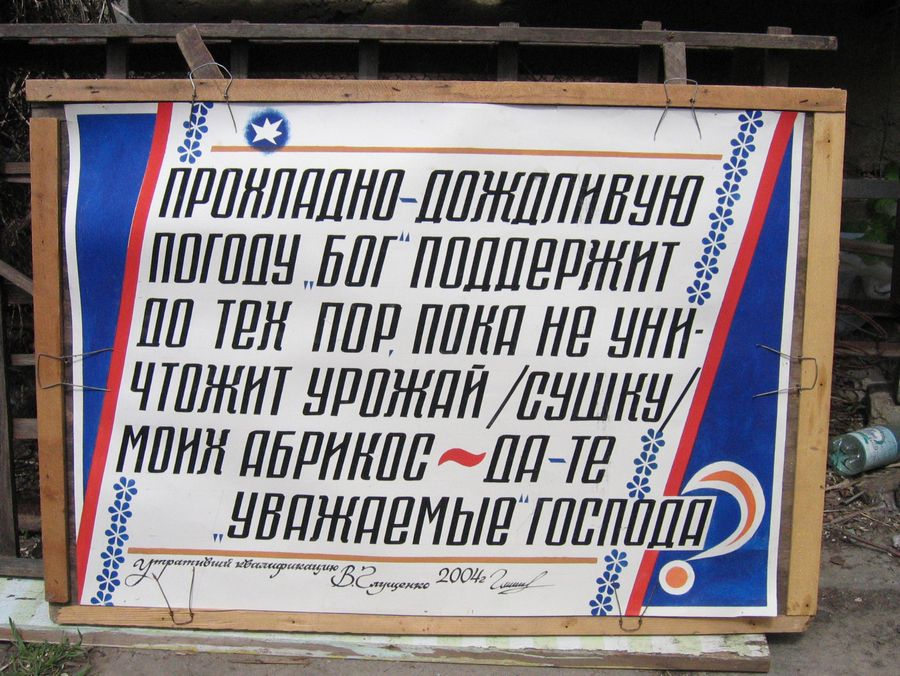 ПРОХЛАДНО-ДОЖДЛИВУЮ
ПОГОДУ „БОГ“ ПОДДЕРЖИТ
ДО ТЕХ ПОР, ПОКА НЕ УНИ-
ЧТОЖИТ УРОЖАЙ /СУШКУ/
МОИХ АБРИКОС ~ ДА-ТЕ
„УВАЖАЕМЫЕ“ ГОСПОДА?
Утративший квалификацию В. Глущенко 2004г